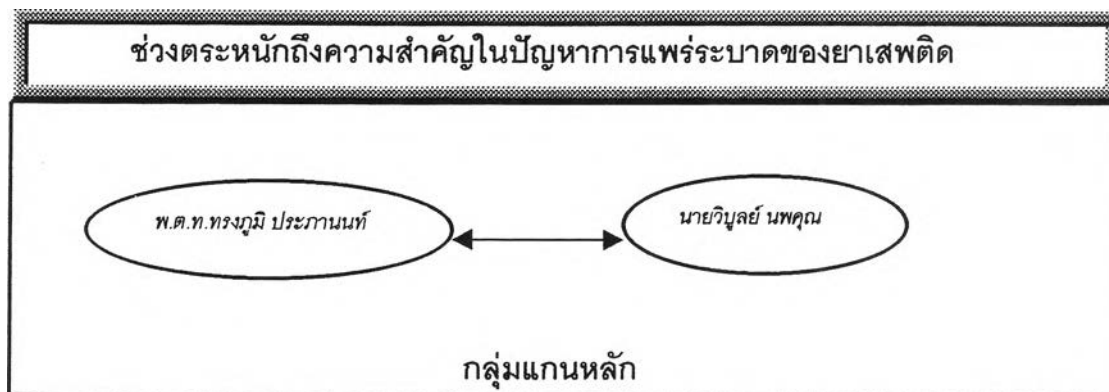 ช่วงตระหนักถึงความสำคัญในปัญหาการแพร่ระบาดของยาเสพติด
พ.ต.ท.ทรงภูมิ ประภานนท์
นายวิบูลย์ นพคุณ
กลุ่มแกนหลัก